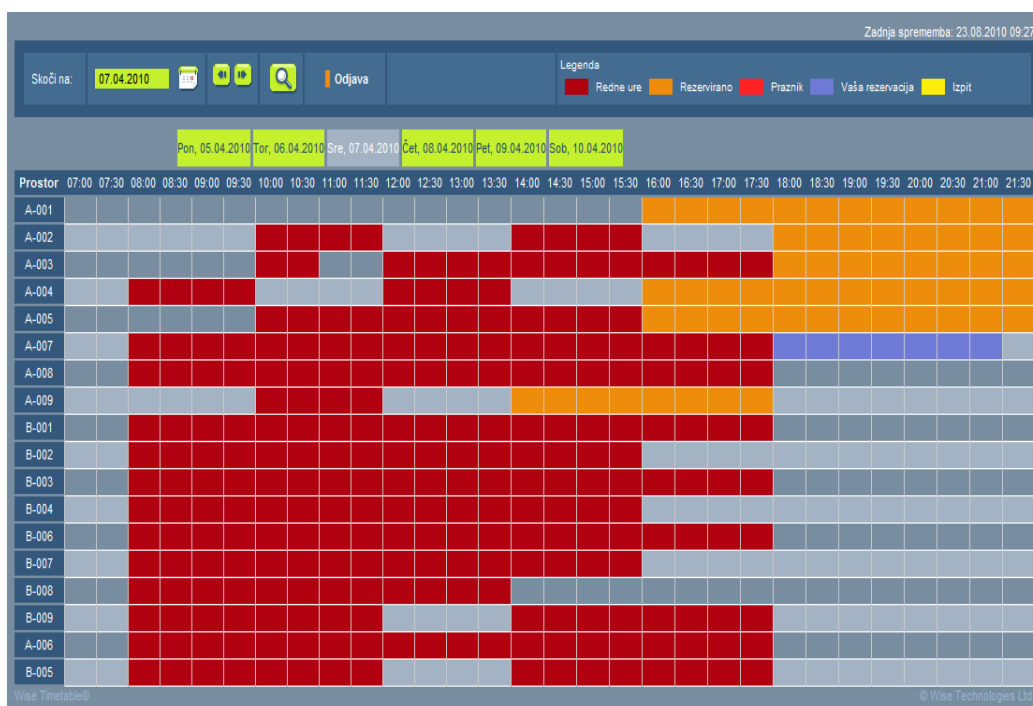 Zadnja sprememba: 23.08.2010 09:27
Skoči na: 07.04.2010 Odjava
Legenda
Redne ure Rezervirano Praznik Vaša rezervacija Izpit
Pon, 05.04.2010 Tor, 06.04.2010 Sre, 07.04.2010 Čet, 08.04.2010 Pet, 09.04.2010 Sob, 10.04.2010
Prostor 07:00 07:30 08:00 08:30 09:00 09:30 10:00 10:30 11:00 11:30 12:00 12:30 13:00 13:30 14:00 14:30 15:00 15:30 16:00 16:30 17:00 17:30 18:00 18:30 19:00 19:30 20:00 20:30 21:00 21:30
A-001
A-002
A-003
A-004
A-005
A-007
A-008
A-009
B-001
B-002
B-003
B-004
B-006
B-007
B-008
B-009
A-006
B-005
Wise Timetable® © Wise Technologies Ltd